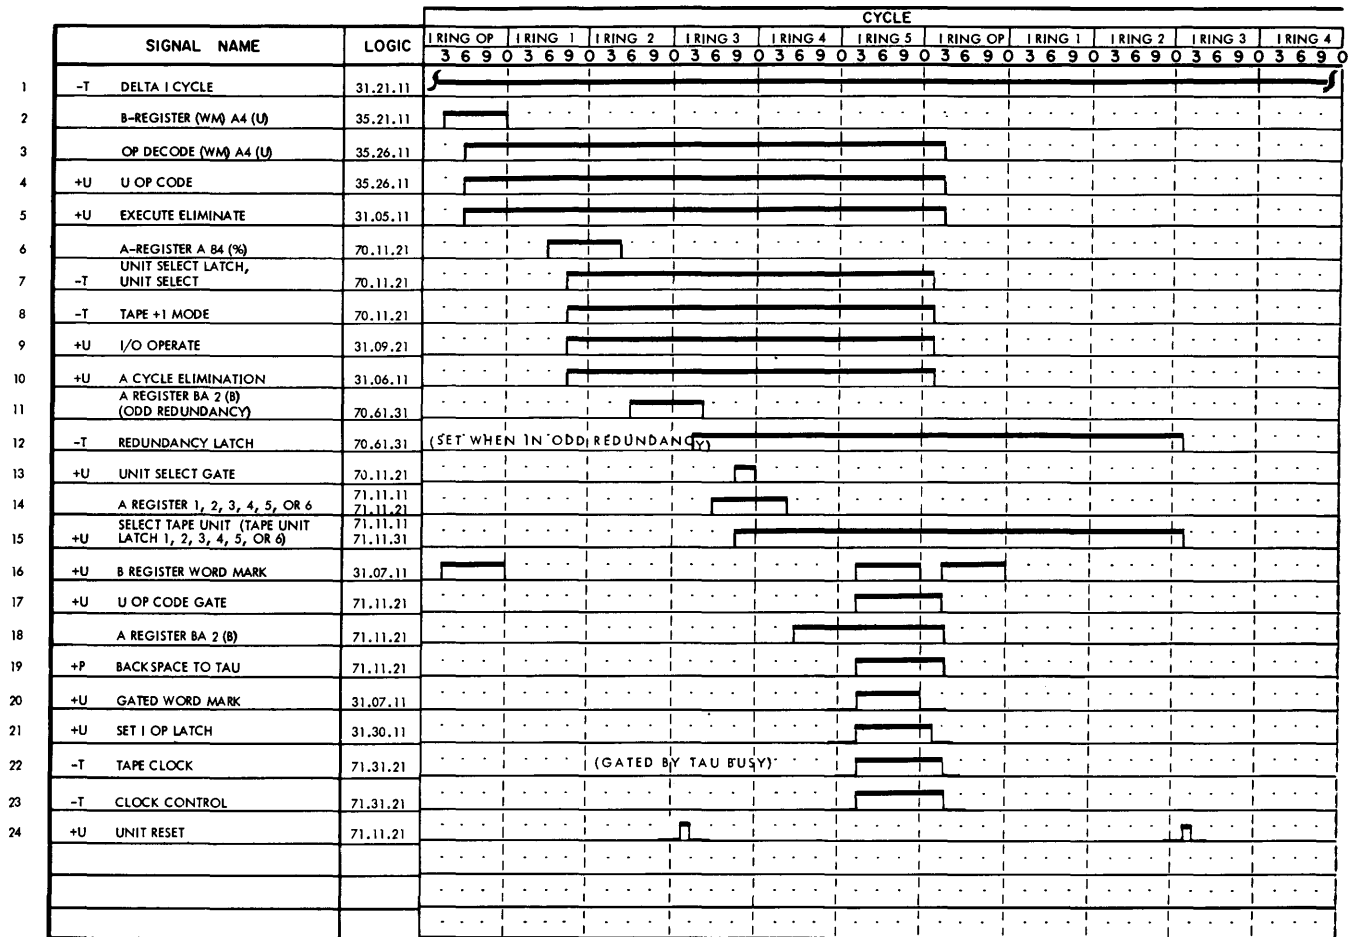 CYCLE
SIGNAL NAME LOGIC I RING OP I RING 1 I RING 2 I RING 3 I RING 4 I RING 5 I RING OP I RING 1 I RING 2 I RING 3 I RING 4
3 6 9 0 3 6 9 0 3 6 9 0 3 6 9 0 3 6 9 0 3 6 9 0 3 6 9 0 3 6 9 0 3 6 9 0 3 6 9 0 3 6 9 0
1 -T DELTA I CYCLE 31.21.11
2 B-REGISTER (WM) A4 (U) 35.21.11
3 OP DECODE (WM) A4 (U) 35.26.11
4 +U U OP CODE 35.26.11
5 +U EXECUTE ELIMINATE 31.05.11
6 A-REGISTER A 84 (%) 70.11.21
UNIT SELECT LATCH,
7 -T UNIT SELECT 70.11.21
8 -T TAPE +1 MODE 70.11.21
9 +U I/O OPERATE 31.09.21
10 +U A CYCLE ELIMINATION 31.06.11
A REGISTER BA 2 (B)
11 (ODD REDUNDANCY) 70.61.31
12 -T REDUNDANCY LATCH 70.61.31 (SET WHEN IN ODD REDUNDANCY)
13 +U UNIT SELECT GATE 70.11.21
71.11.11
14 A REGISTER 1, 2, 3, 4, 5, OR 6 71.11.21
SELECT TAPE UNIT (TAPE UNIT 71.11.11
15 +U LATCH 1, 2, 3, 4, 5, OR 6) 71.11.31
16 +U B REGISTER WORD MARK 31.07.11
17 +U U OP CODE GATE 71.11.21
18 A REGISTER BA 2 (B) 71.11.21
19 +P BACKSPACE TO TAU 71.11.21
20 +U GATED WORD MARK 31.07.11
21 +U SET I OP LATCH 31.30.11
22 -T TAPE CLOCK 71.31.21 (GATED BY TAU BUSY)
23 -T CLOCK CONTROL 71.31.21
24 +U UNIT RESET 71.11.21